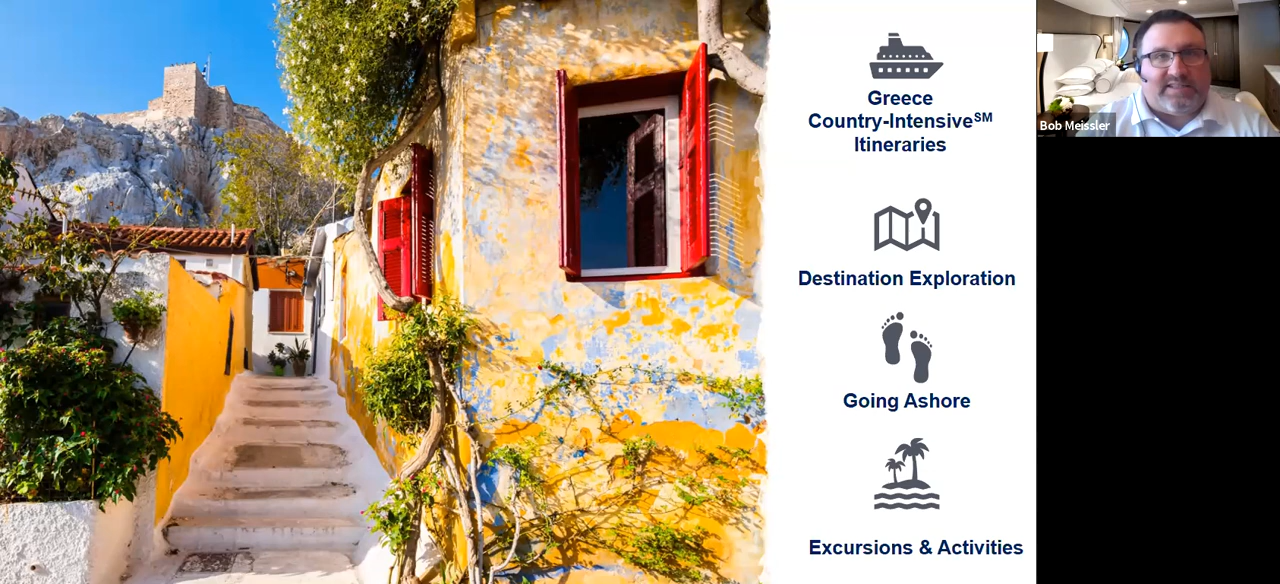 Greece
Country-Intensive℠
Itineraries
Destination Exploration
Going Ashore
Excursions & Activities
Bob Meissler